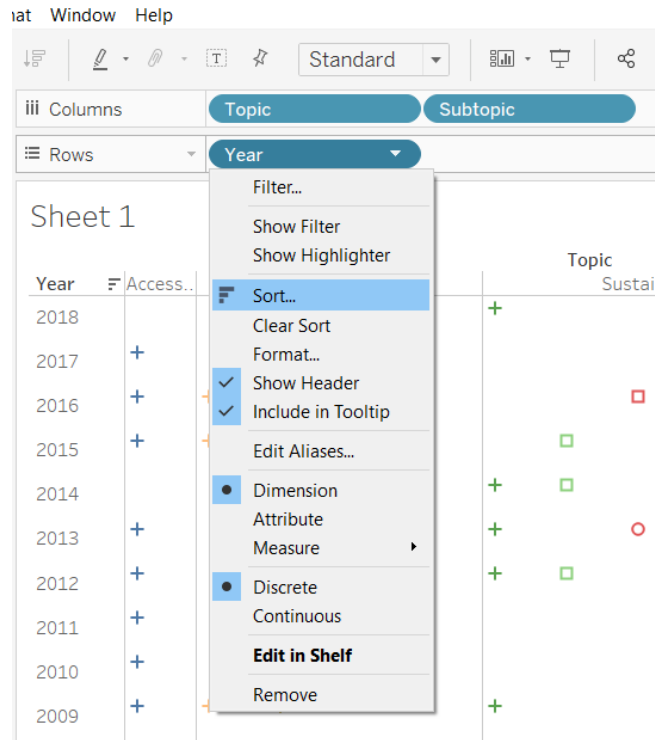 Window Help
T Standard
iii Columns Topic Subtopic
Rows Year
Sheet 1
Topic
Year Access.. Sustai
2018
2017
2016
2015
2014
2013
2012
2011
2010
2009
Filter...
Show Filter
Show Highlighter
Sort...
Clear Sort
Format...
Show Header
Include in Tooltip
Edit Aliases...
Dimension
Attribute
Measure
Discrete
Continuous
Edit in Shelf
Remove